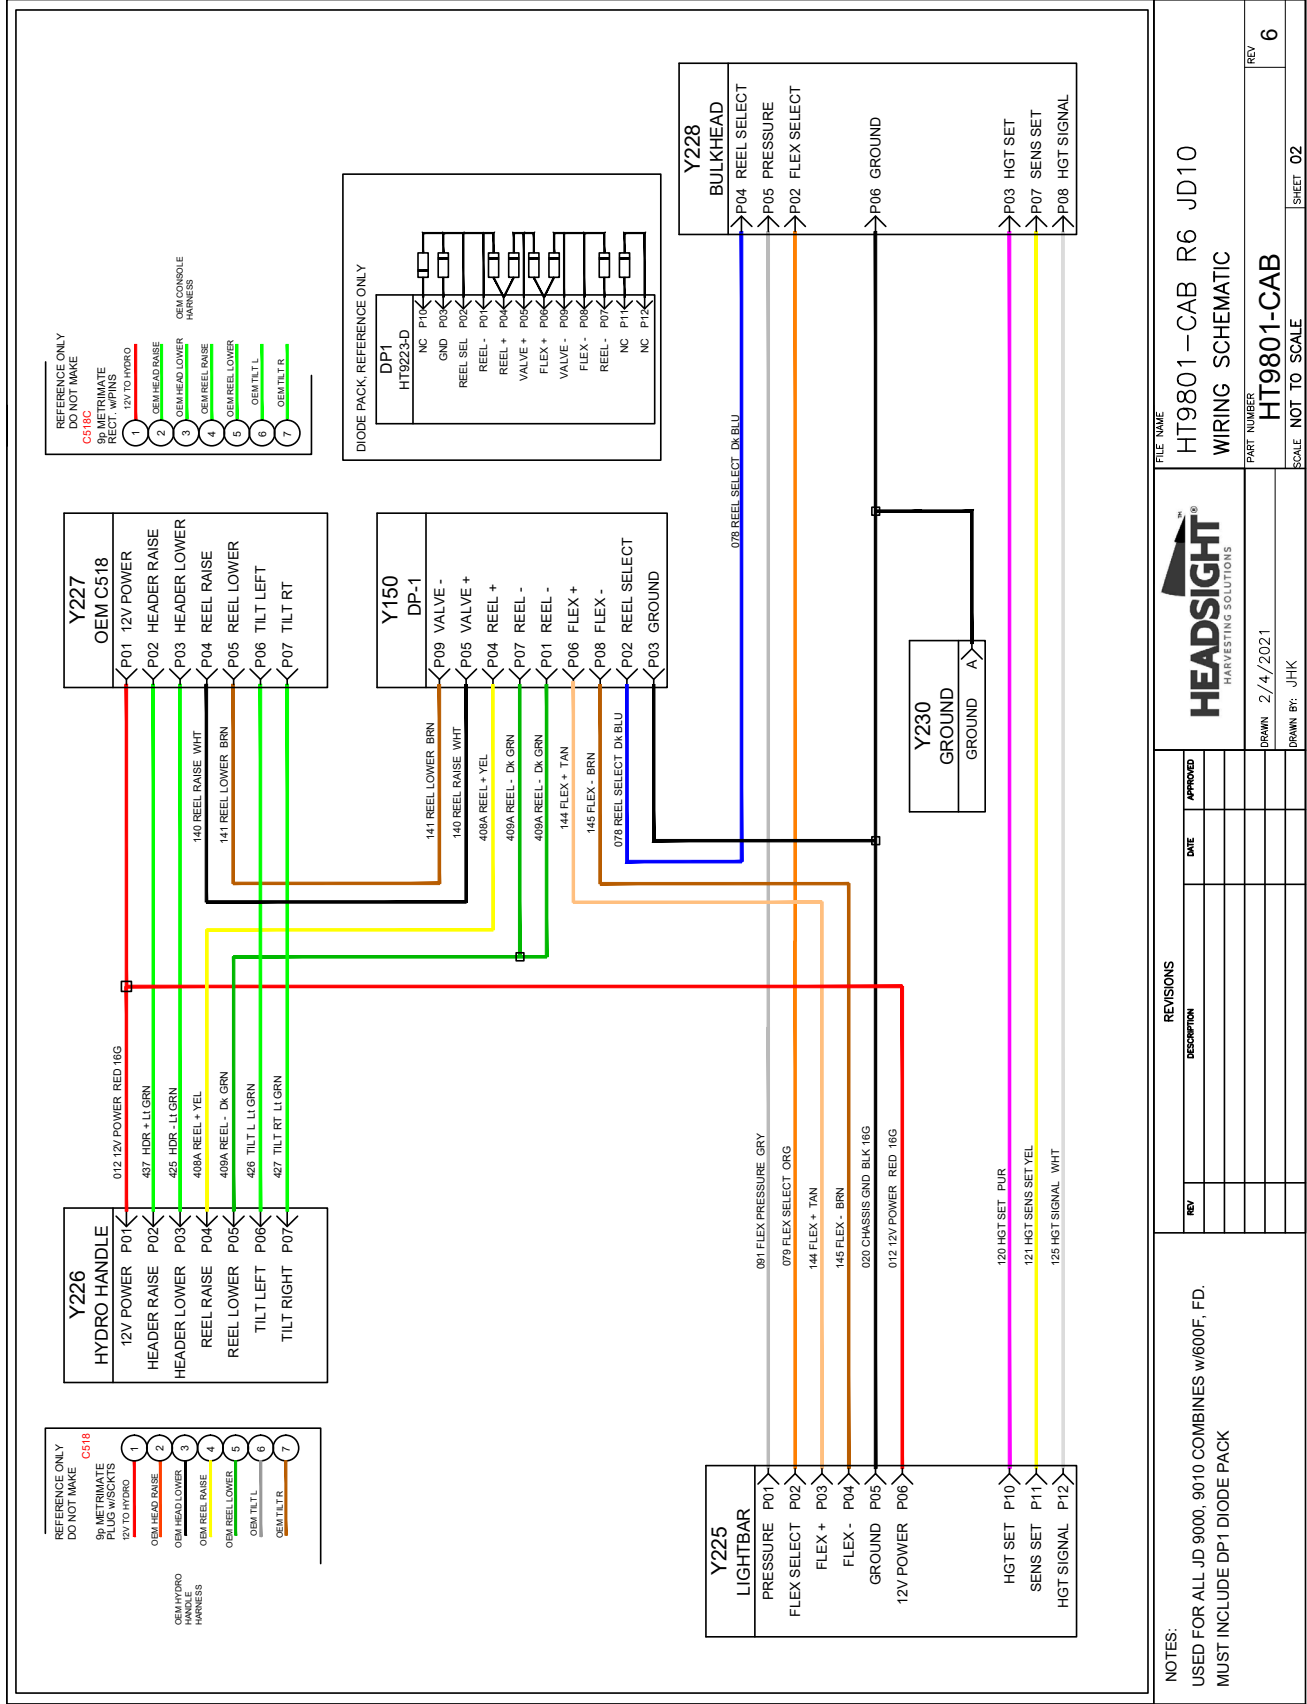 REFERENCE ONLY
DO NOT MAKE
C518
9p METRIMATE
PLUG w/SCKTS
12V TO HYDRO
OEM HEAD RAISE
OEM HEAD LOWER
OEM REEL RAISE
OEM REEL LOWER
OEM TILT L
OEM TILT R
1
2
3
4
5
6
7
OEM HYDRO
HANDLE
HARNESS
Y226
HYDRO HANDLE
12V POWER P01
HEADER RAISE P02
HEADER LOWER P03
REEL RAISE P04
REEL LOWER P05
TILT LEFT P06
TILT RIGHT P07
012 12V POWER RED 16G
437 HDR + Lt GRN
425 HDR - Lt GRN
408A REEL + YEL
409A REEL - Dk GRN
426 TILT L Lt GRN
427 TILT RT Lt GRN
140 REEL RAISE WHT
141 REEL LOWER BRN
Y227
OEM C518
P01 12V POWER
P02 HEADER RAISE
P03 HEADER LOWER
P04 REEL RAISE
P05 REEL LOWER
P06 TILT LEFT
P07 TILT RT
REFERENCE ONLY
DO NOT MAKE
C518C
9p METRIMATE
RECT. w/PINS
1
2
3
4
5
6
7
12V TO HYDRO
OEM HEAD RAISE
OEM HEAD LOWER
OEM REEL RAISE
OEM REEL LOWER
OEM TILT L
OEM TILT R
OEM CONSOLE
HARNESS
141 REEL LOWER BRN
140 REEL RAISE WHT
408A REEL + YEL
409A REEL - Dk GRN
409A REEL - Dk GRN
144 FLEX + TAN
145 FLEX - BRN
078 REEL SELECT Dk BLU
Y150
DP-1
P09 VALVE -
P05 VALVE +
P04 REEL +
P07 REEL -
P01 REEL -
P06 FLEX +
P08 FLEX -
P02 REEL SELECT
P03 GROUND
DIODE PACK, REFERENCE ONLY
DP1
HT9223-D
NC P10
GND P03
REEL SEL P02
REEL - P01
REEL + P04
VALVE + P05
FLEX + P06
VALVE - P09
FLEX - P08
REEL - P07
NC P11
NC P12
Y225
LIGHTBAR
PRESSURE P01
FLEX SELECT P02
FLEX + P03
FLEX - P04
GROUND P05
12V POWER P06
HGT SET P10
SENS SET P11
HGT SIGNAL P12
091 FLEX PRESSURE GRY
079 FLEX SELECT ORG
144 FLEX + TAN
145 FLEX - BRN
020 CHASSIS GND BLK 16G
012 12V POWER RED 16G
120 HGT SET PUR
121 HGT SENS SET YEL
125 HGT SIGNAL WHT
Y230
GROUND
GROUND A
078 REEL SELECT Dk BLU
Y228
BULKHEAD
P04 REEL SELECT
P05 PRESSURE
P02 FLEX SELECT
P06 GROUND
P03 HGT SET
P07 SENS SET
P08 HGT SIGNAL
NOTES:
USED FOR ALL JD 9000, 9010 COMBINES w/600F, FD.
MUST INCLUDE DP1 DIODE PACK
REVISIONS
REV DESCRIPTION DATE APPROVED
HEADSIGHT®
™
HARVESTING SOLUTIONS
DRAWN 2/4/2021
DRAWN BY: JHK
FILE NAME
HT9801-CAB R6 JD10
WIRING SCHEMATIC
PART NUMBER
HT9801-CAB
REV
6
SCALE NOT TO SCALE
SHEET 02